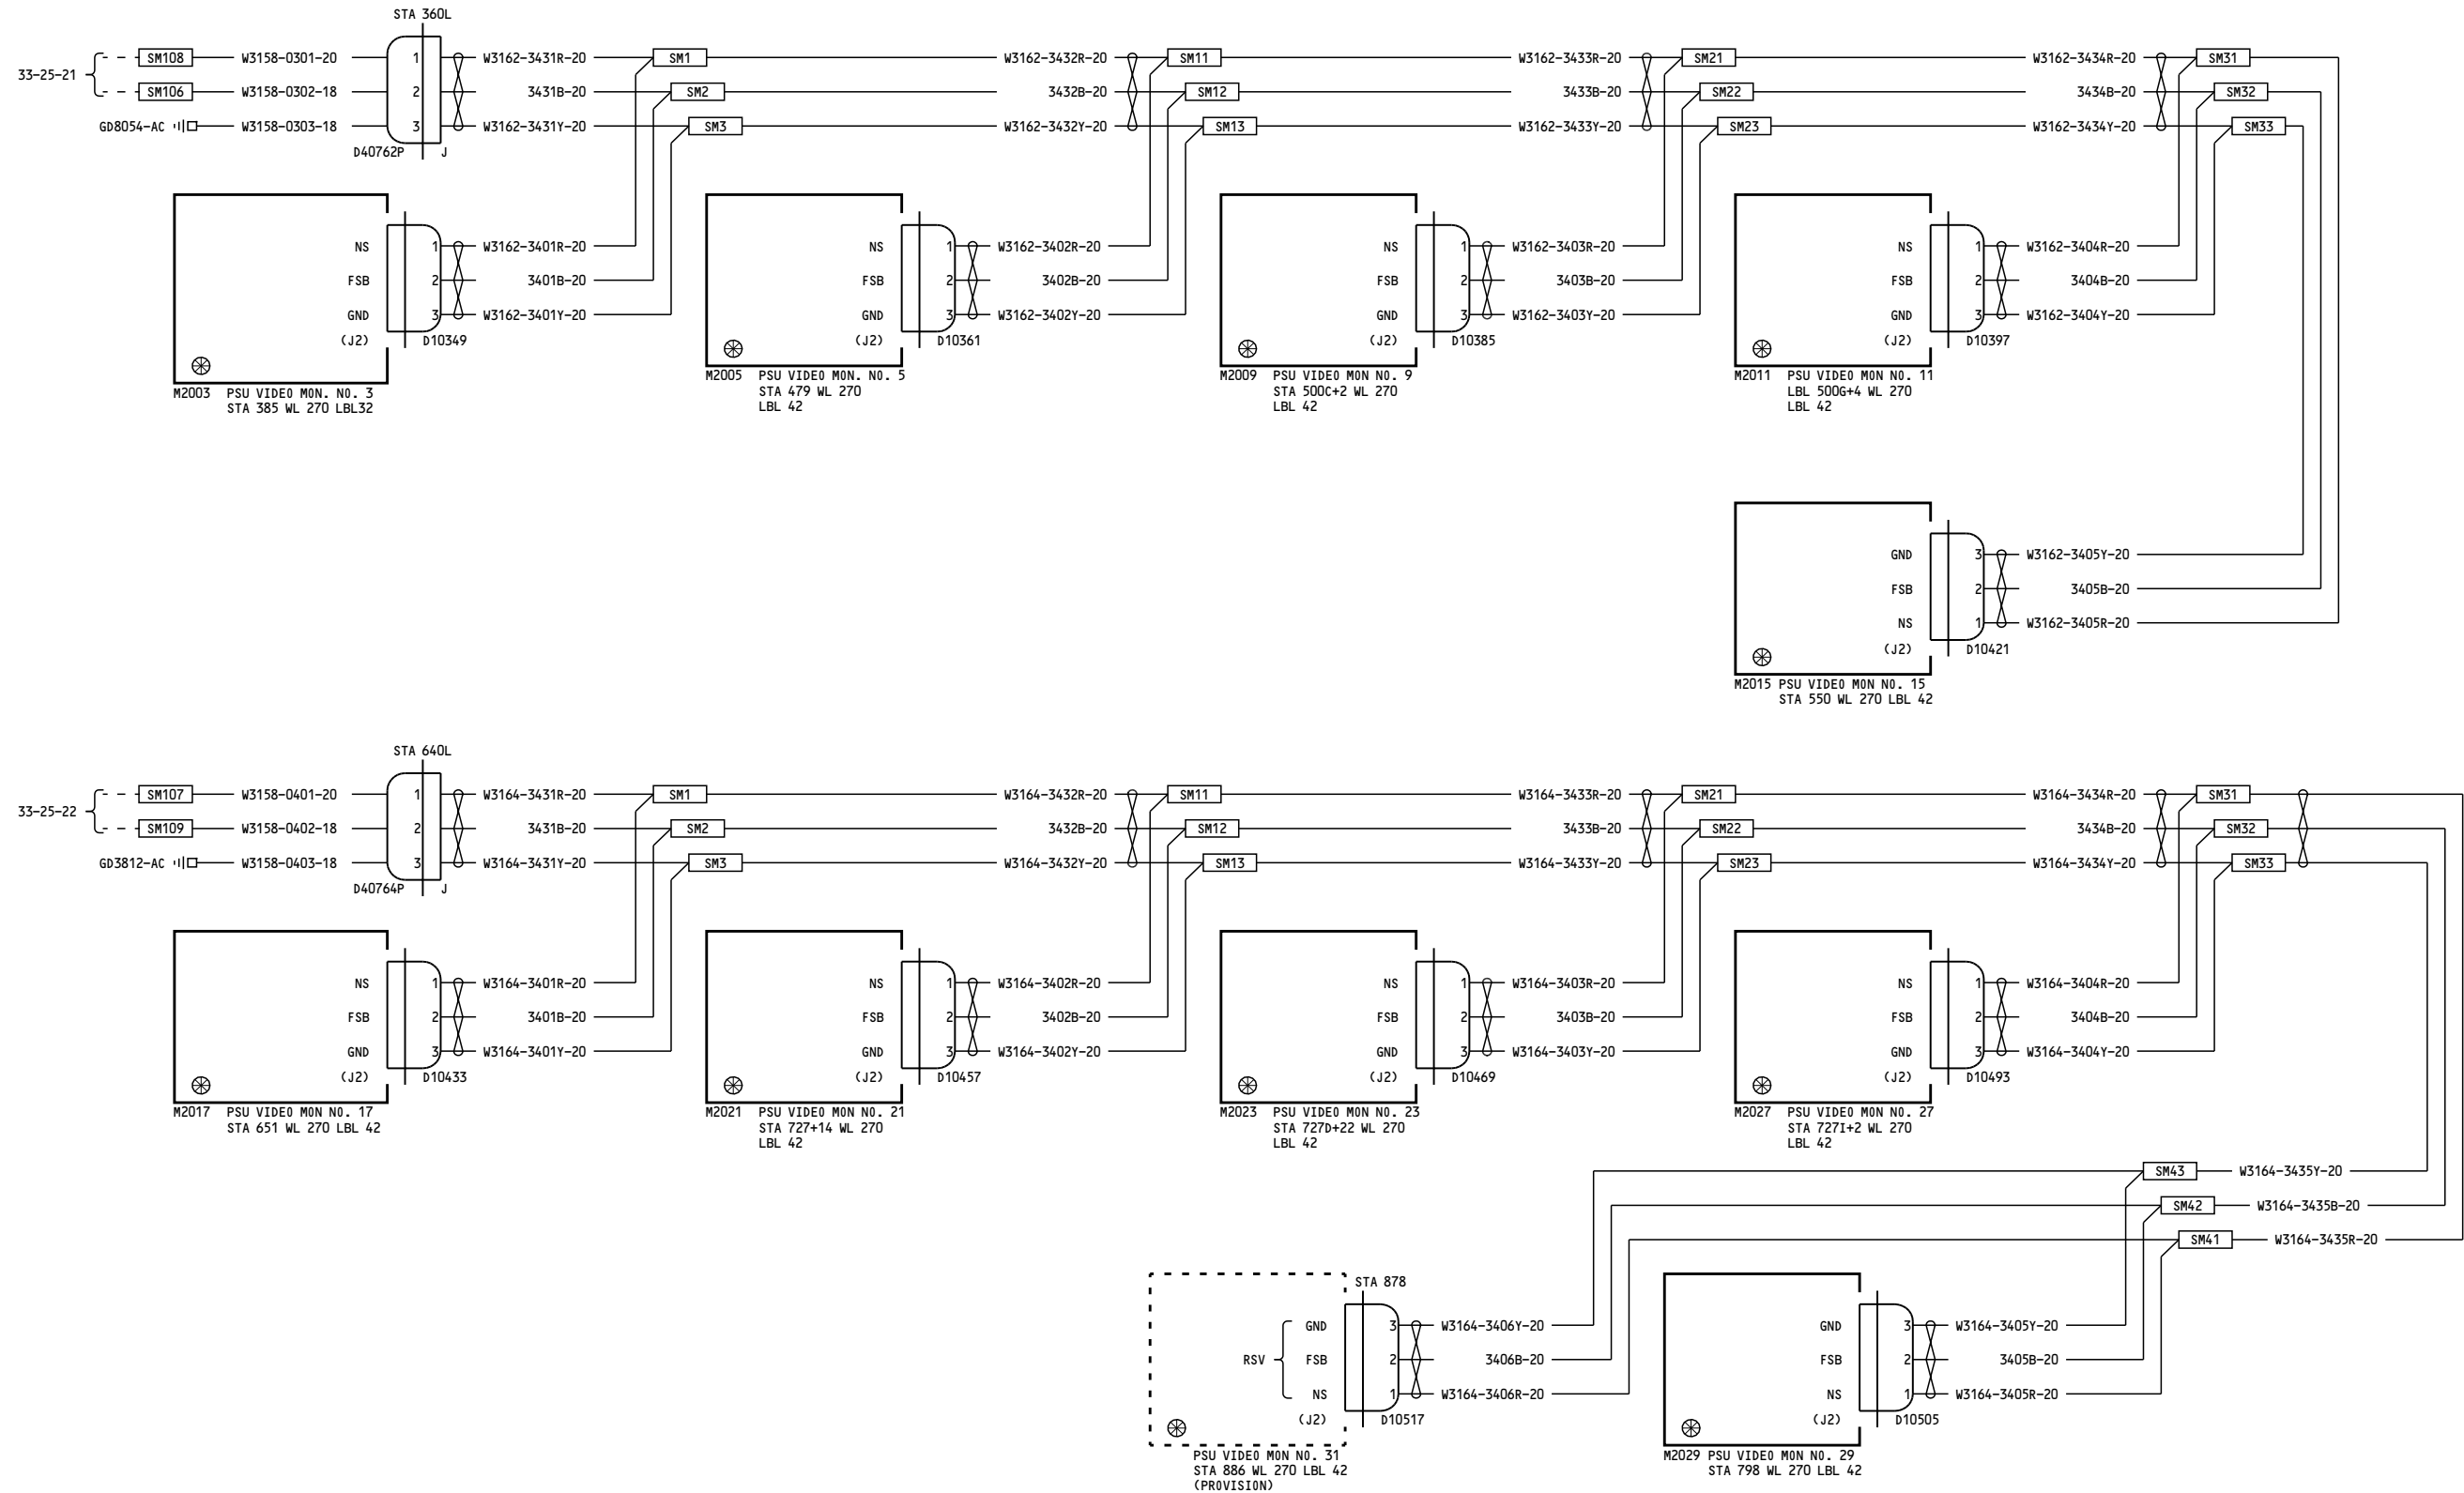 STA 360L
33-25-21
SM108 W3158-0301-20 1 W3162-3431R-20 SM1 W3162-3432R-20 SM11 W3162-3433R-20 SM21 W3162-3434R-20 SM31
SM106 W3158-0302-18 2 3431B-20 SM2 3432B-20 SM12 3433B-20 SM22 3434B-20 SM32
GD8054-AC W3158-0303-18 3 W3162-3431Y-20 SM3 W3162-3432Y-20 SM13 W3162-3433Y-20 SM23 W3162-3434Y-20 SM33
D40762P J
NS 1 W3162-3401R-20 NS 1 W3162-3402R-20 NS 1 W3162-3403R-20 NS 1 W3162-3404R-20
FSB 2 3401B-20 FSB 2 3402B-20 FSB 2 3403B-20 FSB 2 3404B-20
GND 3 W3162-3401Y-20 GND 3 W3162-3402Y-20 GND 3 W3162-3403Y-20 GND 3 W3162-3404Y-20
(J2) D10349 (J2) D10361 (J2) D10385 (J2) D10397
M2003 PSU VIDEO MON. NO. 3
STA 385 WL 270 LBL32
M2005 PSU VIDEO MON. NO. 5
STA 479 WL 270
LBL 42
M2009 PSU VIDEO MON NO. 9
STA 500C+2 WL 270
LBL 42
M2011 PSU VIDEO MON NO. 11
LBL 500G+4 WL 270
LBL 42
GND 3 W3162-3405Y-20
FSB 2 3405B-20
NS 1 W3162-3405R-20
(J2) D10421
M2015 PSU VIDEO MON NO. 15
STA 550 WL 270 LBL 42
STA 640L
33-25-22
SM107 W3158-0401-20 1 W3164-3431R-20 SM1 W3164-3432R-20 SM11 W3164-3433R-20 SM21 W3164-3434R-20 SM31
SM109 W3158-0402-18 2 3431B-20 SM2 3432B-20 SM12 3433B-20 SM22 3434B-20 SM32
GD3812-AC W3158-0403-18 3 W3164-3431Y-20 SM3 W3164-3432Y-20 SM13 W3164-3433Y-20 SM23 W3164-3434Y-20 SM33
D40764P J
NS 1 W3164-3401R-20 NS 1 W3164-3402R-20 NS 1 W3164-3403R-20 NS 1 W3164-3404R-20
FSB 2 3401B-20 FSB 2 3402B-20 FSB 2 3403B-20 FSB 2 3404B-20
GND 3 W3164-3401Y-20 GND 3 W3164-3402Y-20 GND 3 W3164-3403Y-20 GND 3 W3164-3404Y-20
(J2) D10433 (J2) D10457 (J2) D10469 (J2) D10493
M2017 PSU VIDEO MON NO. 17
STA 651 WL 270 LBL 42
M2021 PSU VIDEO MON NO. 21
STA 727+14 WL 270
LBL 42
M2023 PSU VIDEO MON NO. 23
STA 727D+22 WL 270
LBL 42
M2027 PSU VIDEO MON NO. 27
STA 727I+2 WL 270
LBL 42
SM43 W3164-3435Y-20
SM42 W3164-3435B-20
SM41 W3164-3435R-20
STA 878
GND 3 W3164-3406Y-20 GND 3 W3164-3405Y-20
RSV FSB 2 3406B-20 FSB 2 3405B-20
NS 1 W3164-3406R-20 NS 1 W3164-3405R-20
(J2) D10517 (J2) D10505
PSU VIDEO MON NO. 31
STA 886 WL 270 LBL 42
(PROVISION)
M2029 PSU VIDEO MON NO. 29
STA 798 WL 270 LBL 42